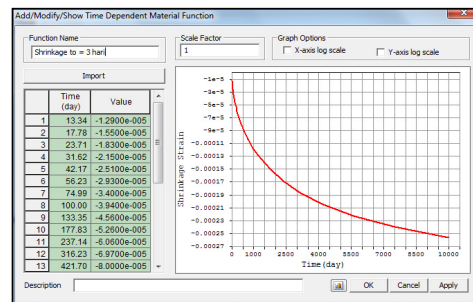 Add/Modify/Show Time Dependent Material Function
Function Name
Shrinkage to = 3 hari
Scale Factor
1
Graph Options
X-axis log scale
Y-axis log scale
Import
Time (day) Value
1 13.34 -1.2900e-005
2 17.78 -1.5500e-005
3 23.71 -1.8300e-005
4 31.62 -2.1500e-005
5 42.17 -2.5100e-005
6 56.23 -2.9300e-005
7 74.99 -3.4000e-005
8 100.00 -3.9400e-005
9 133.35 -4.5600e-005
10 177.83 -5.2600e-005
11 237.14 -6.0600e-005
12 316.23 -6.9700e-005
13 421.70 -8.0000e-005
Shrinkage Strain
-1e-5
-3e-5
-5e-5
-7e-5
-9e-5
-0.00011
-0.00013
-0.00015
-0.00017
-0.00019
-0.00021
-0.00023
-0.00025
-0.00027
0 1000 2500 4000 5500 7000 8500 10000
Time(day)
Description
OK Cancel Apply